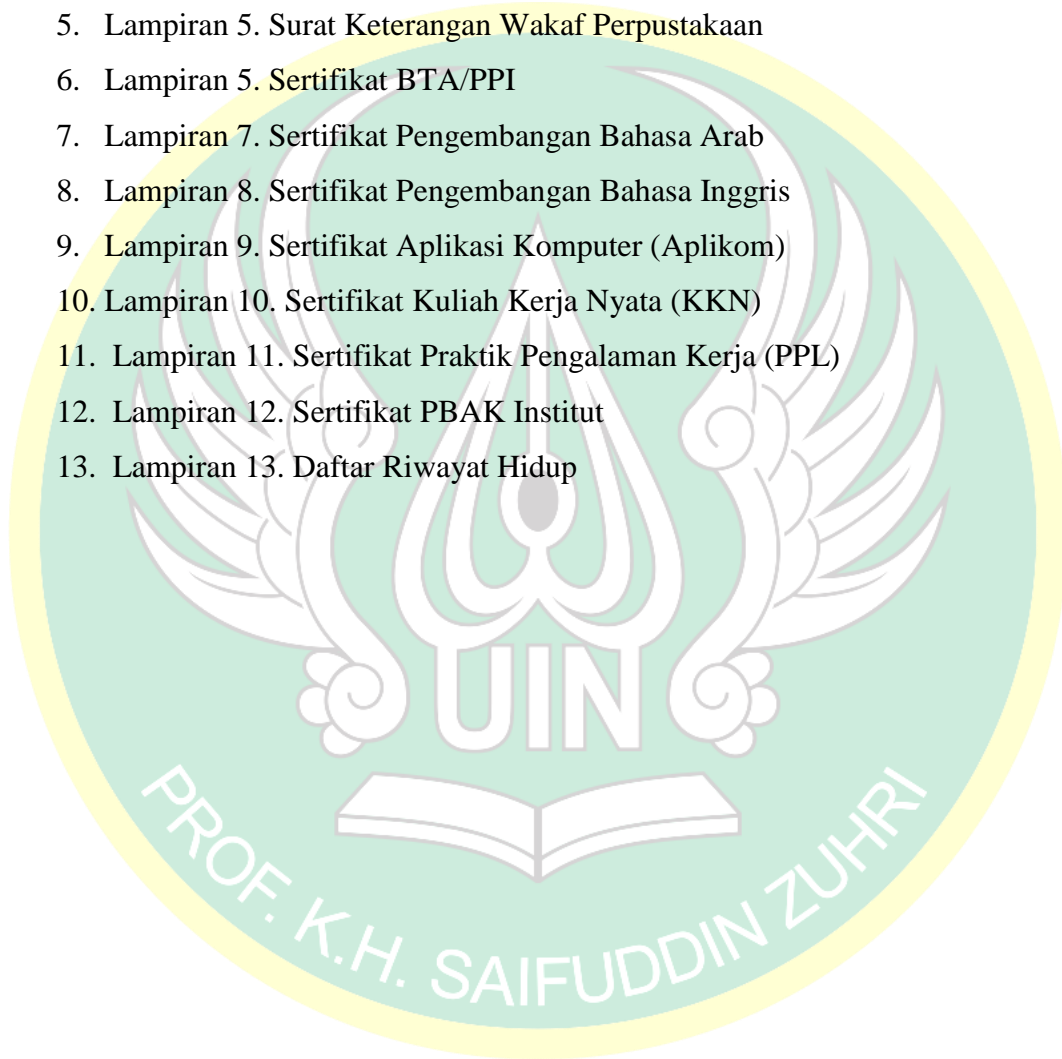 5. Lampiran 5. Surat Keterangan Wakaf Perpustakaan
6. Lampiran 5. Sertifikat BTA/PPI
7. Lampiran 7. Sertifikat Pengembangan Bahasa Arab
8. Lampiran 8. Sertifikat Pengembangan Bahasa Inggris
9. Lampiran 9. Sertifikat Aplikasi Komputer (Aplikom)
10. Lampiran 10. Sertifikat Kuliah Kerja Nyata (KKN)
11. Lampiran 11. Sertifikat Praktik Pengalaman Kerja (PPL)
12. Lampiran 12. Sertifikat PBAK Institut
13. Lampiran 13. Daftar Riwayat Hidup
UIN
PROF. K.H. SAIFUDDIN ZUHRI